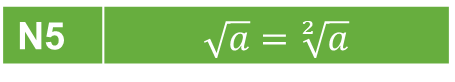 N5 √a = ²√a